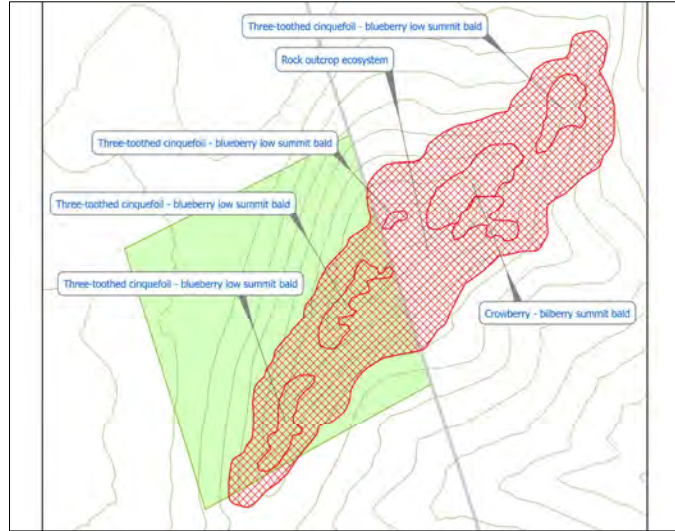 Three-toothed cinquefoil - blueberry low summit bald
Rock outcrop ecosystem
Three-toothed cinquefoil - blueberry low summit bald
Three-toothed cinquefoil - blueberry low summit bald
Three-toothed cinquefoil - blueberry low summit bald
Crowberry - bilberry summit bald